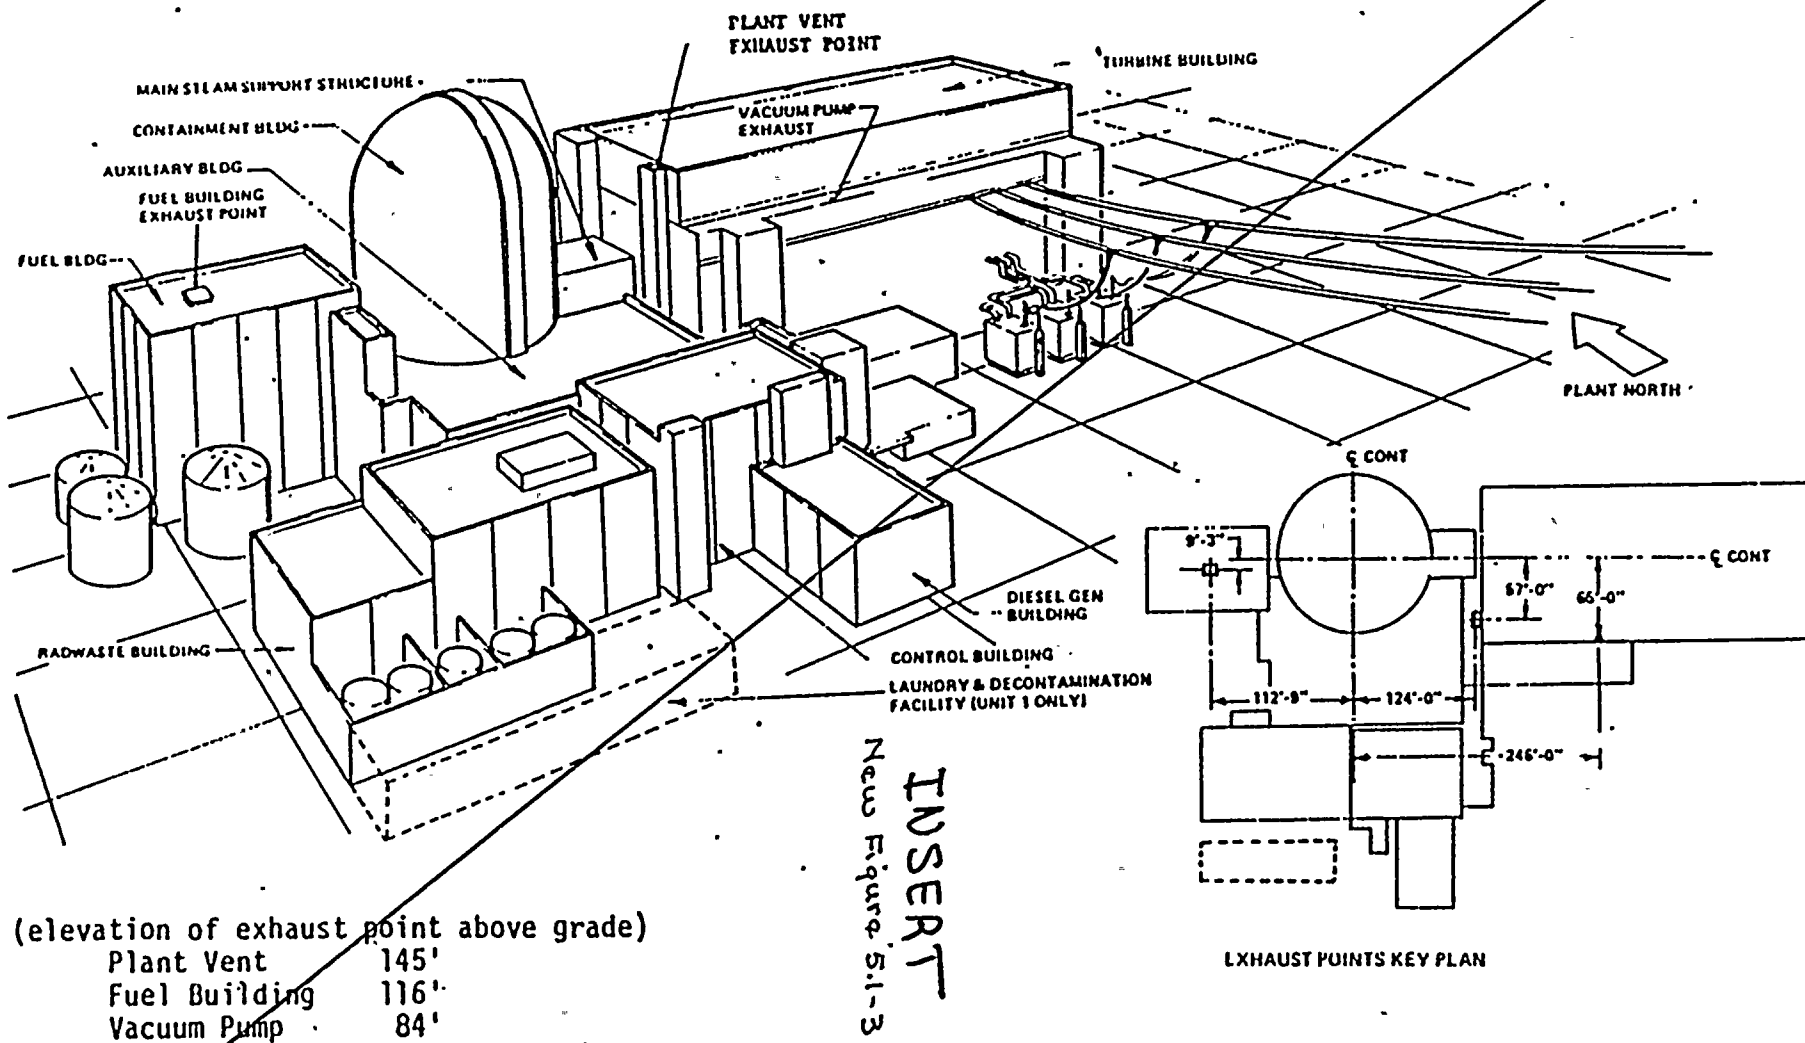 PLANT VENT
EXHAUST POINT
TURBINE BUILDING
MAIN STEAM SUPPORT STRUCTURE
VACUUM PUMP
EXHAUST
CONTAINMENT BLDG
AUXILIARY BLDG
FUEL BUILDING
EXHAUST POINT
FUEL BLDG
PLANT NORTH
℄ CONT
9'-3"
℄ CONT
57'-0"
66'-0"
DIESEL GEN
BUILDING
RADWASTE BUILDING
CONTROL BUILDING
LAUNDRY & DECONTAMINATION
FACILITY (UNIT 1 ONLY)
112'-9"
124'-0"
246'-0"
INSERT
New Figure 5.1-3
(elevation of exhaust point above grade)
Plant Vent 145'
Fuel Building 116'
Vacuum Pump 84'
EXHAUST POINTS KEY PLAN